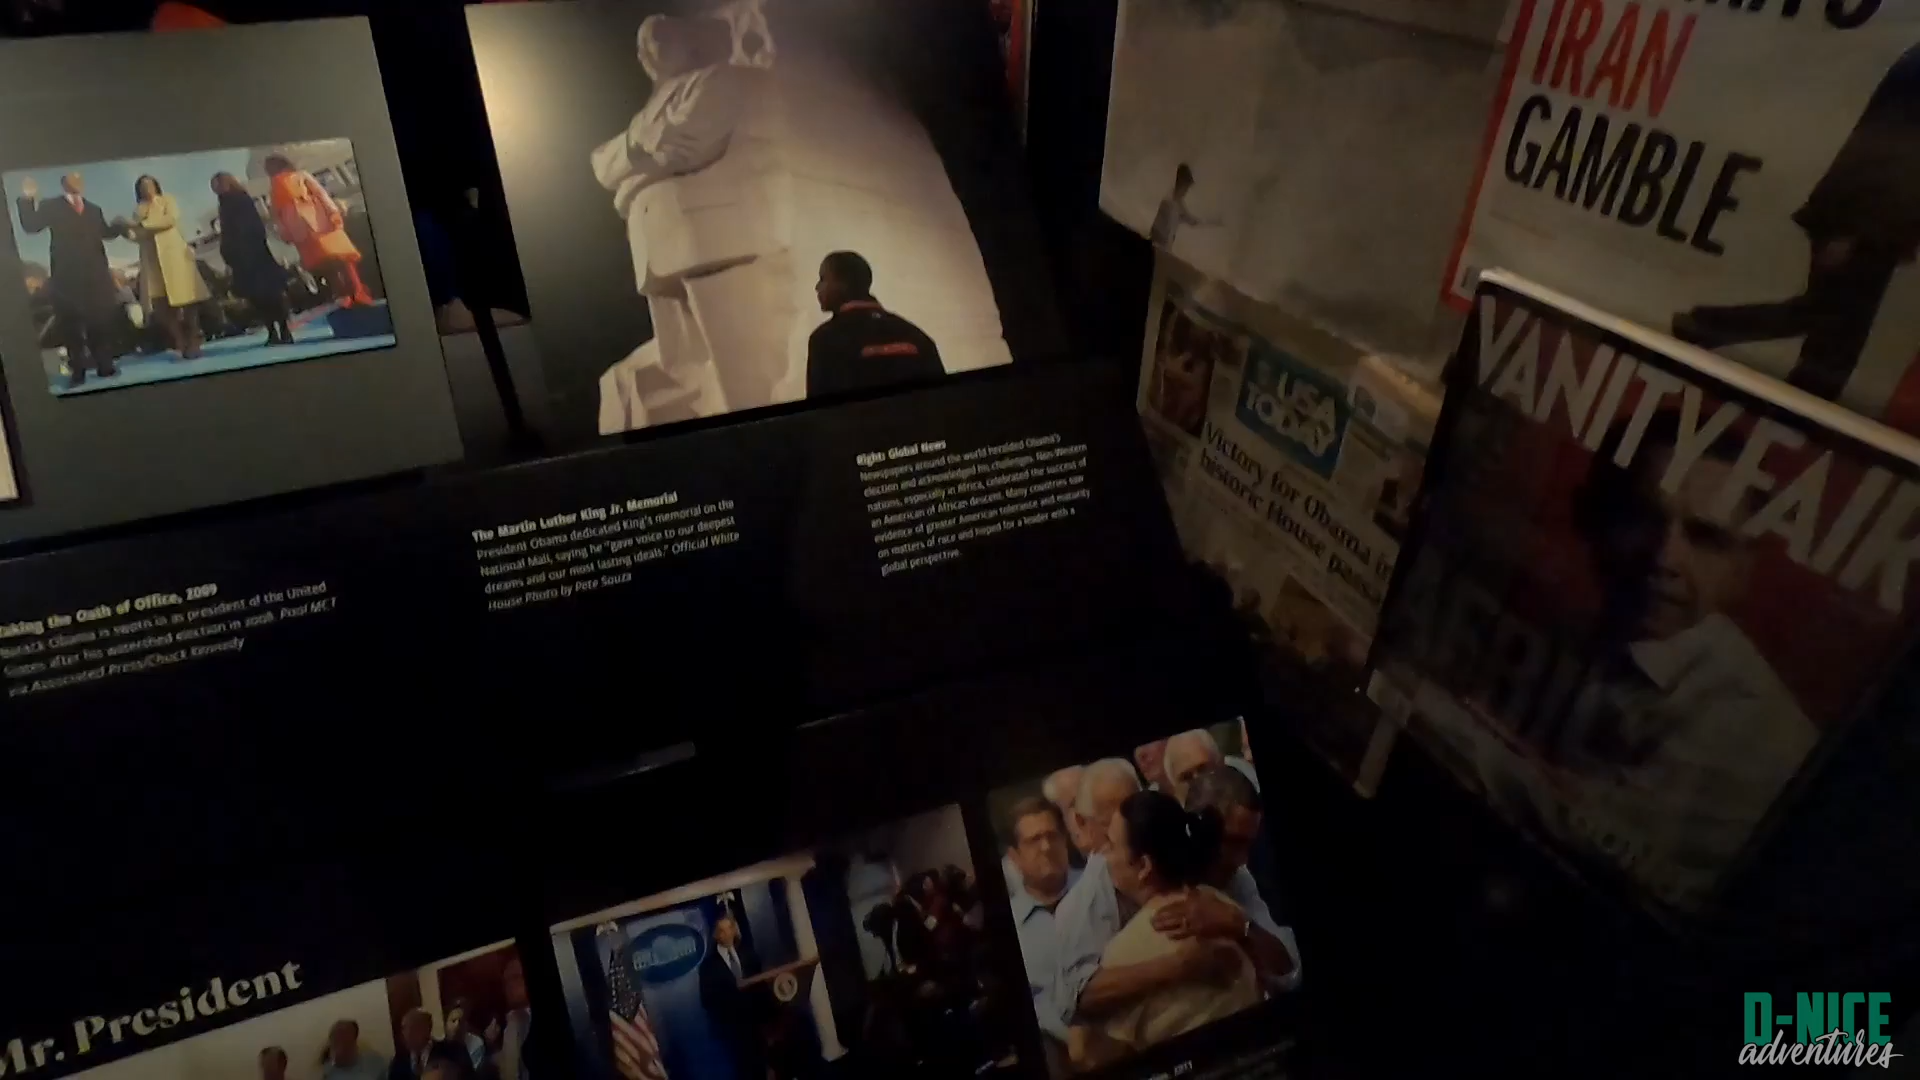 IRAN
GAMBLE
VANITY FAIR
AFRICA
USA
TODAY
Victory for Obama in
historic House
Right: Global News
Newspapers around the world heralded Obama's
election and acknowledged his challenges. Non-Western
nations, especially in Africa, celebrated the success of
an American of African descent. Many countries saw
evidence of greater American tolerance and maturity
on matters of race and hoped for a leader with a
global perspective.
The Martin Luther King Jr. Memorial
President Obama dedicated King's memorial on the
National Mall, saying he "gave voice to our deepest
dreams and our most lasting ideals." Official White
House Photo by Pete Souza
Taking the Oath of Office, 2009
Barack Obama is sworn in as president of the United
States after his watershed election in 2008. Pool MCT
via Associated Press/Chuck Kennedy
Mr. President
D-NICE
adventures